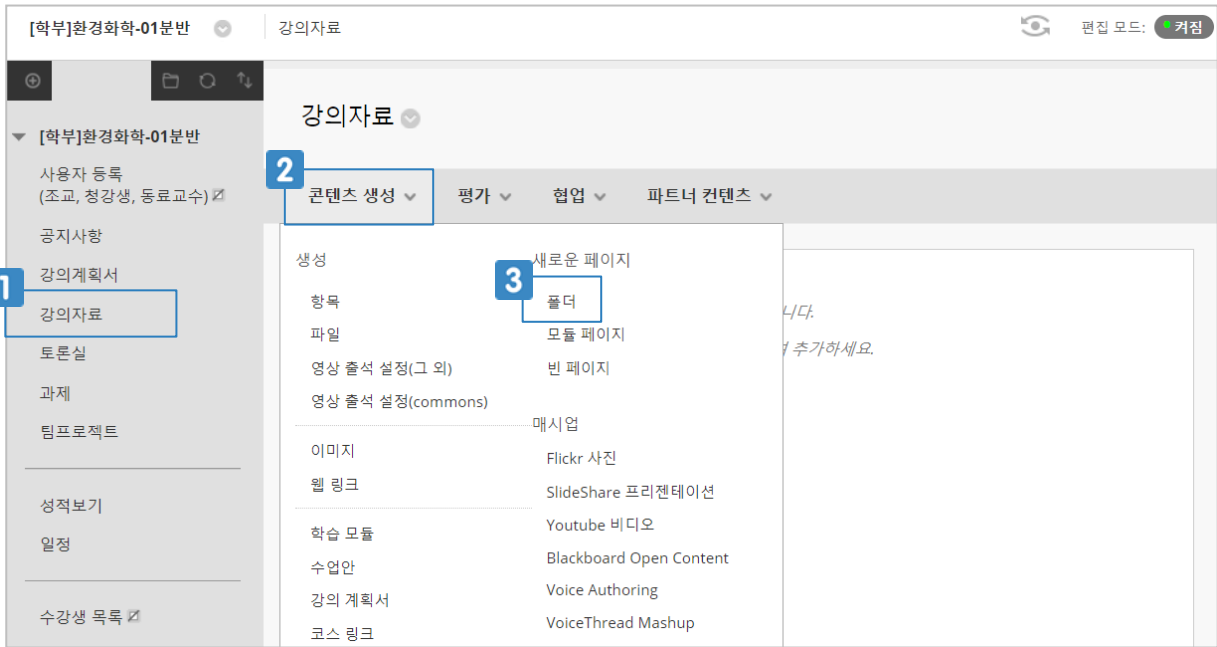 [학부]환경화학-01분반
강의자료
편집 모드: 켜짐
[학부]환경화학-01분반
사용자 등록
(조교, 청강생, 동료교수)
공지사항
강의계획서
1
강의자료
토론실
과제
팀프로젝트
성적보기
일정
수강생 목록
강의자료
2
콘텐츠 생성
평가
협업
파트너 컨텐츠
생성
항목
파일
영상 출석 설정(그 외)
영상 출석 설정(commons)
이미지
웹 링크
학습 모듈
수업안
강의 계획서
코스 링크
새로운 페이지
3
폴더
모듈 페이지
빈 페이지
매시업
Flickr 사진
SlideShare 프리젠테이션
Youtube 비디오
Blackboard Open Content
Voice Authoring
VoiceThread Mashup
니다.
추가하세요.